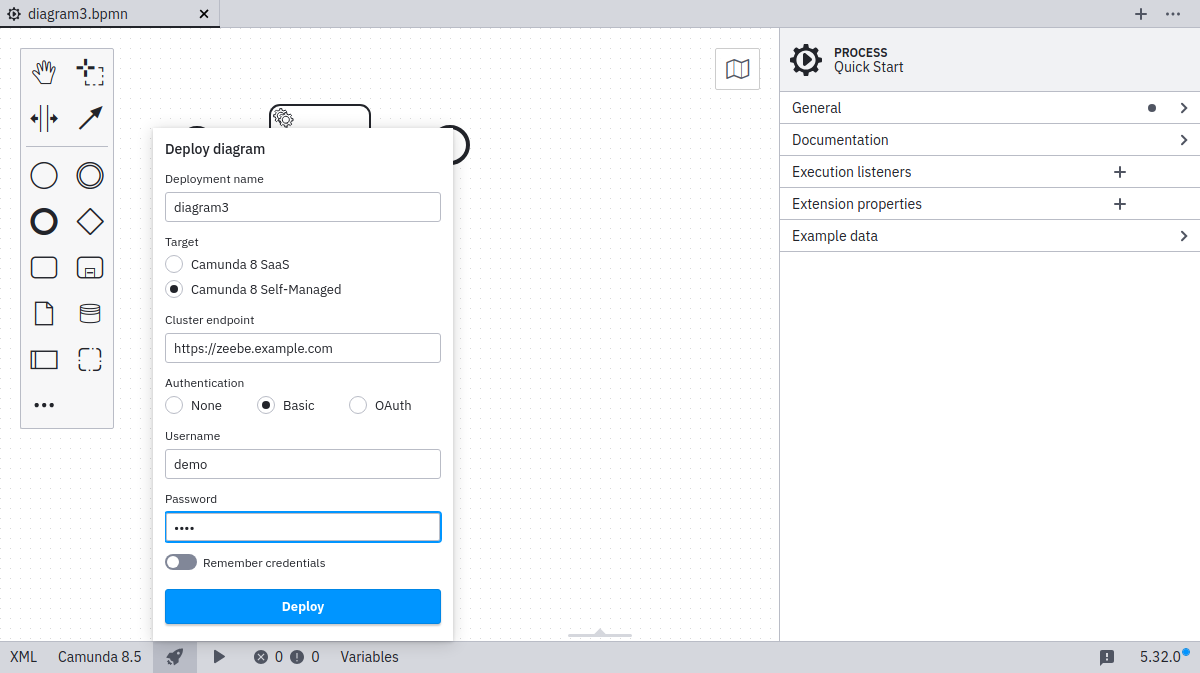 diagram3.bpmn
PROCESS
Quick Start
General
Documentation
Execution listeners
Extension properties
Example data
Deploy diagram
Deployment name
diagram3
Target
Camunda 8 SaaS
Camunda 8 Self-Managed
Cluster endpoint
https://zeebe.example.com
Authentication
None Basic OAuth
Username
demo
Password
••••
Remember credentials
Deploy
XML Camunda 8.5 0 0 Variables 5.32.0